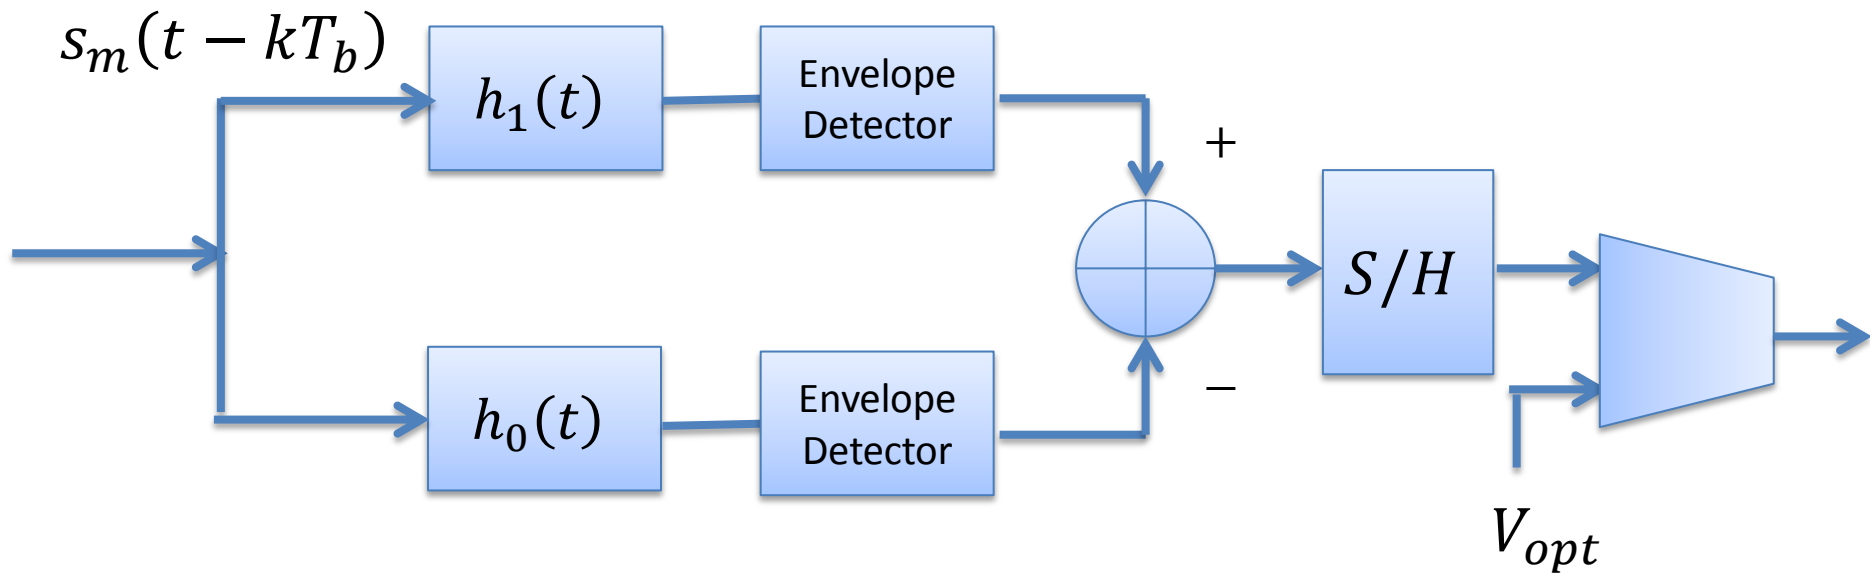 s_m(t − kT_b)
h_1(t)
Envelope
Detector
+
S/H
h_0(t)
Envelope
Detector
−
V_opt